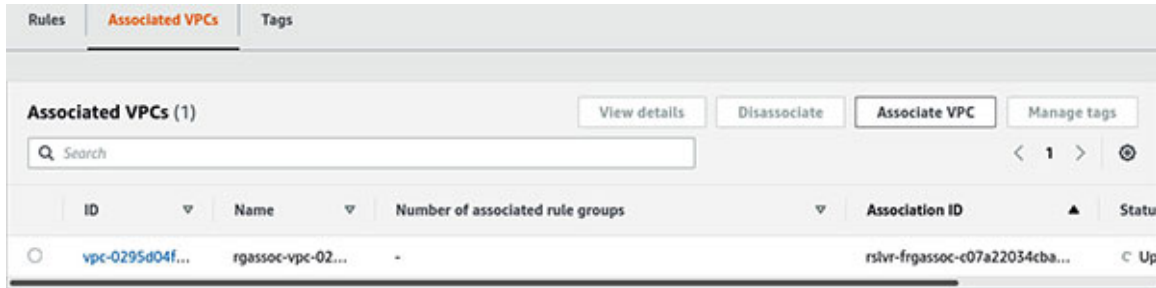 Rules Associated VPCs Tags
Associated VPCs (1) View details Disassociate Associate VPC Manage tags
Search < 1 >
ID Name Number of associated rule groups Association ID Statu
vpc-0295d04f... rgassoc-vpc-02... - rslvr-frgassoc-c07a22034cba... Up